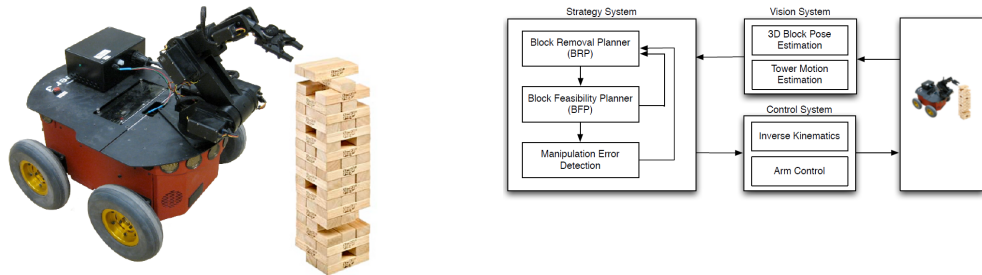 Strategy System
Block Removal Planner
(BRP)
Block Feasibility Planner
(BFP)
Manipulation Error
Detection
Vision System
3D Block Pose
Estimation
Tower Motion
Estimation
Control System
Inverse Kinematics
Arm Control